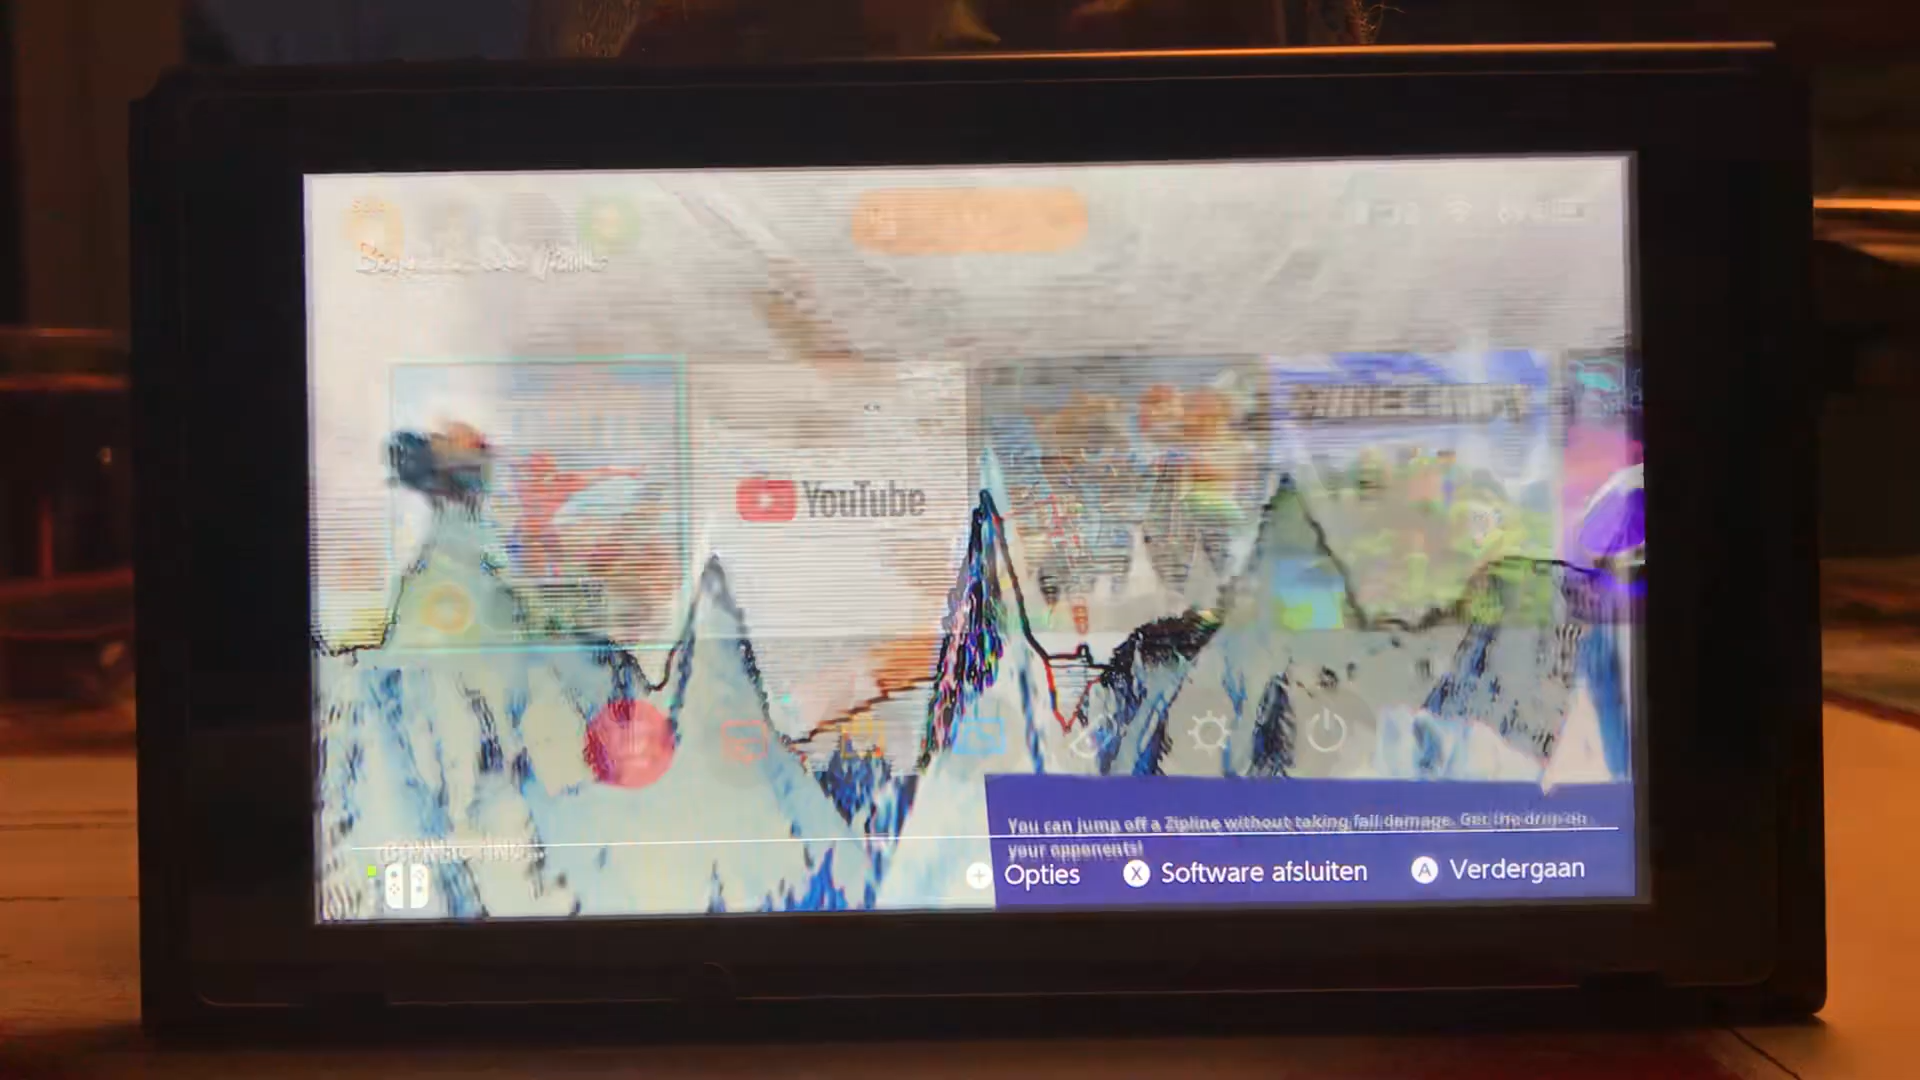 YouTube
MINECRAFT
You can jump off a Zipline without taking fall damage. Get the drop on
your opponents!
Opties
X Software afsluiten
A Verdergaan